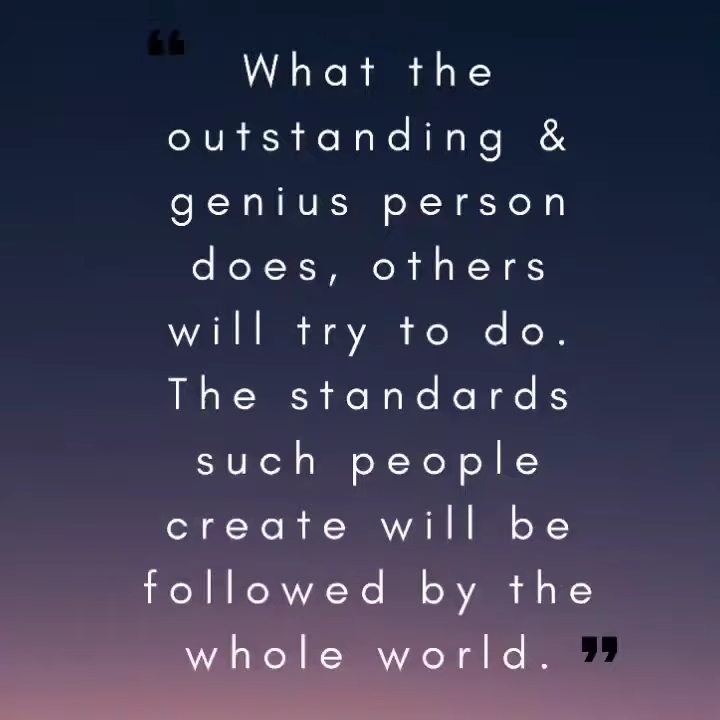 ❝ What the
outstanding &
genius person
does, others
will try to do.
The standards
such people
create will be
followed by the
whole world. ❞